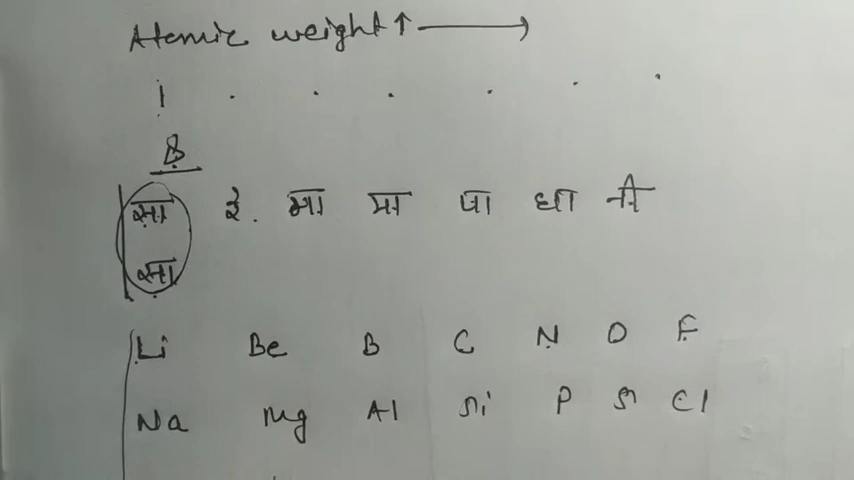 Atomic weight ↑ →
1 . . . . . .
8
सा रे. गा मा पा धा नी
सा
Li Be B C N O F
Na Mg Al Si P S Cl